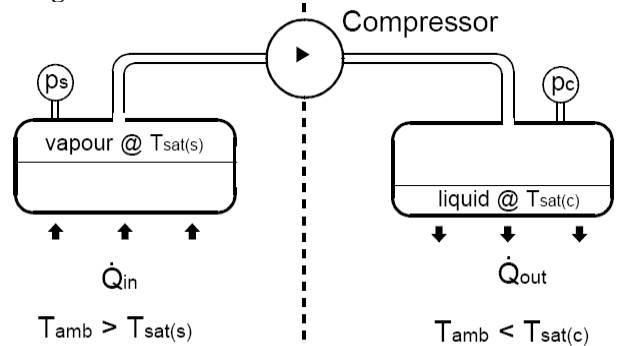 Compressor
ps
pc
vapour @ Tsat(s)
liquid @ Tsat(c)
Q̇in
Q̇out
Tamb > Tsat(s)
Tamb < Tsat(c)